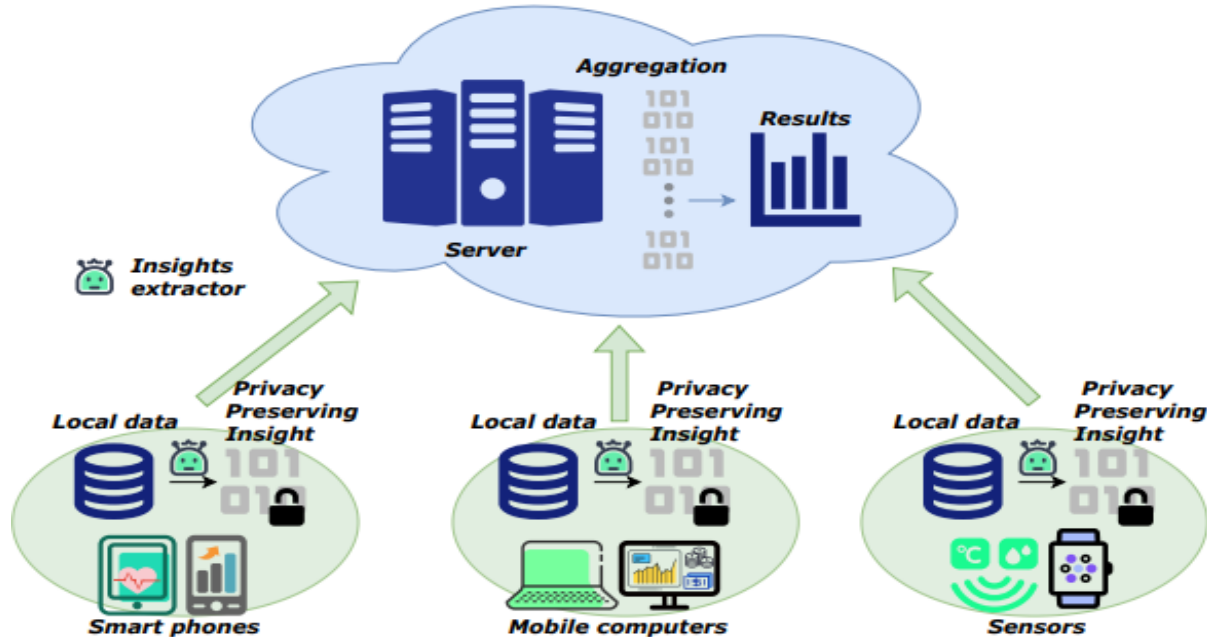 Aggregation
101
010
101
010
101
010
Results
Server
Insights
extractor
Local data
Privacy
Preserving
Insight
101
010
Smart phones
Local data
Privacy
Preserving
Insight
101
010
Mobile computers
Local data
Privacy
Preserving
Insight
101
010
°C
Sensors